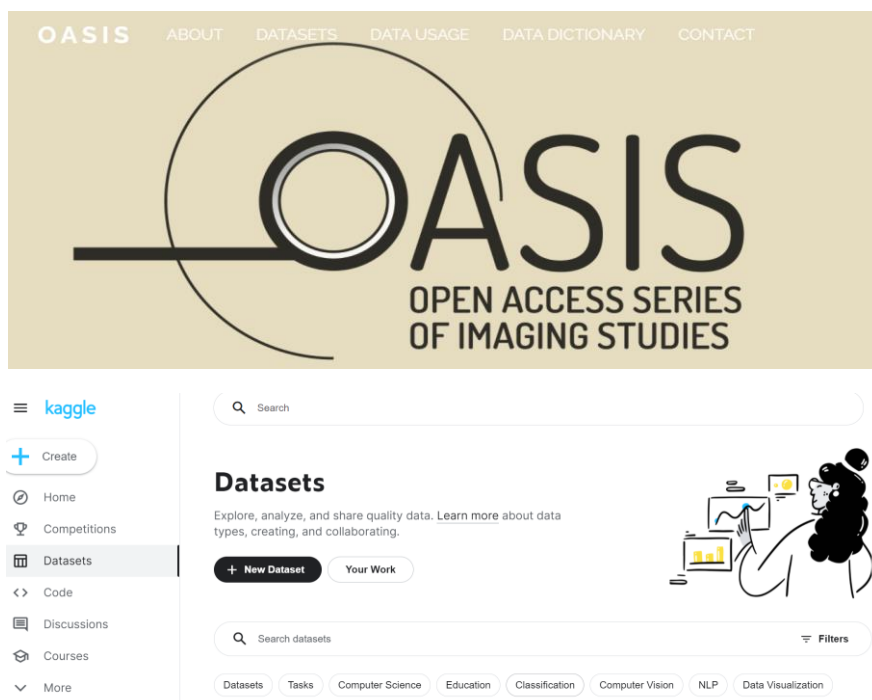 OASIS ABOUT DATASETS DATA USAGE DATA DICTIONARY CONTACT
OASIS
OPEN ACCESS SERIES
OF IMAGING STUDIES
kaggle
Search
Create
Home
Competitions
Datasets
Code
Discussions
Courses
More
Datasets
Explore, analyze, and share quality data. Learn more about data
types, creating, and collaborating.
+ New Dataset Your Work
Search datasets Filters
Datasets Tasks Computer Science Education Classification Computer Vision NLP Data Visualization